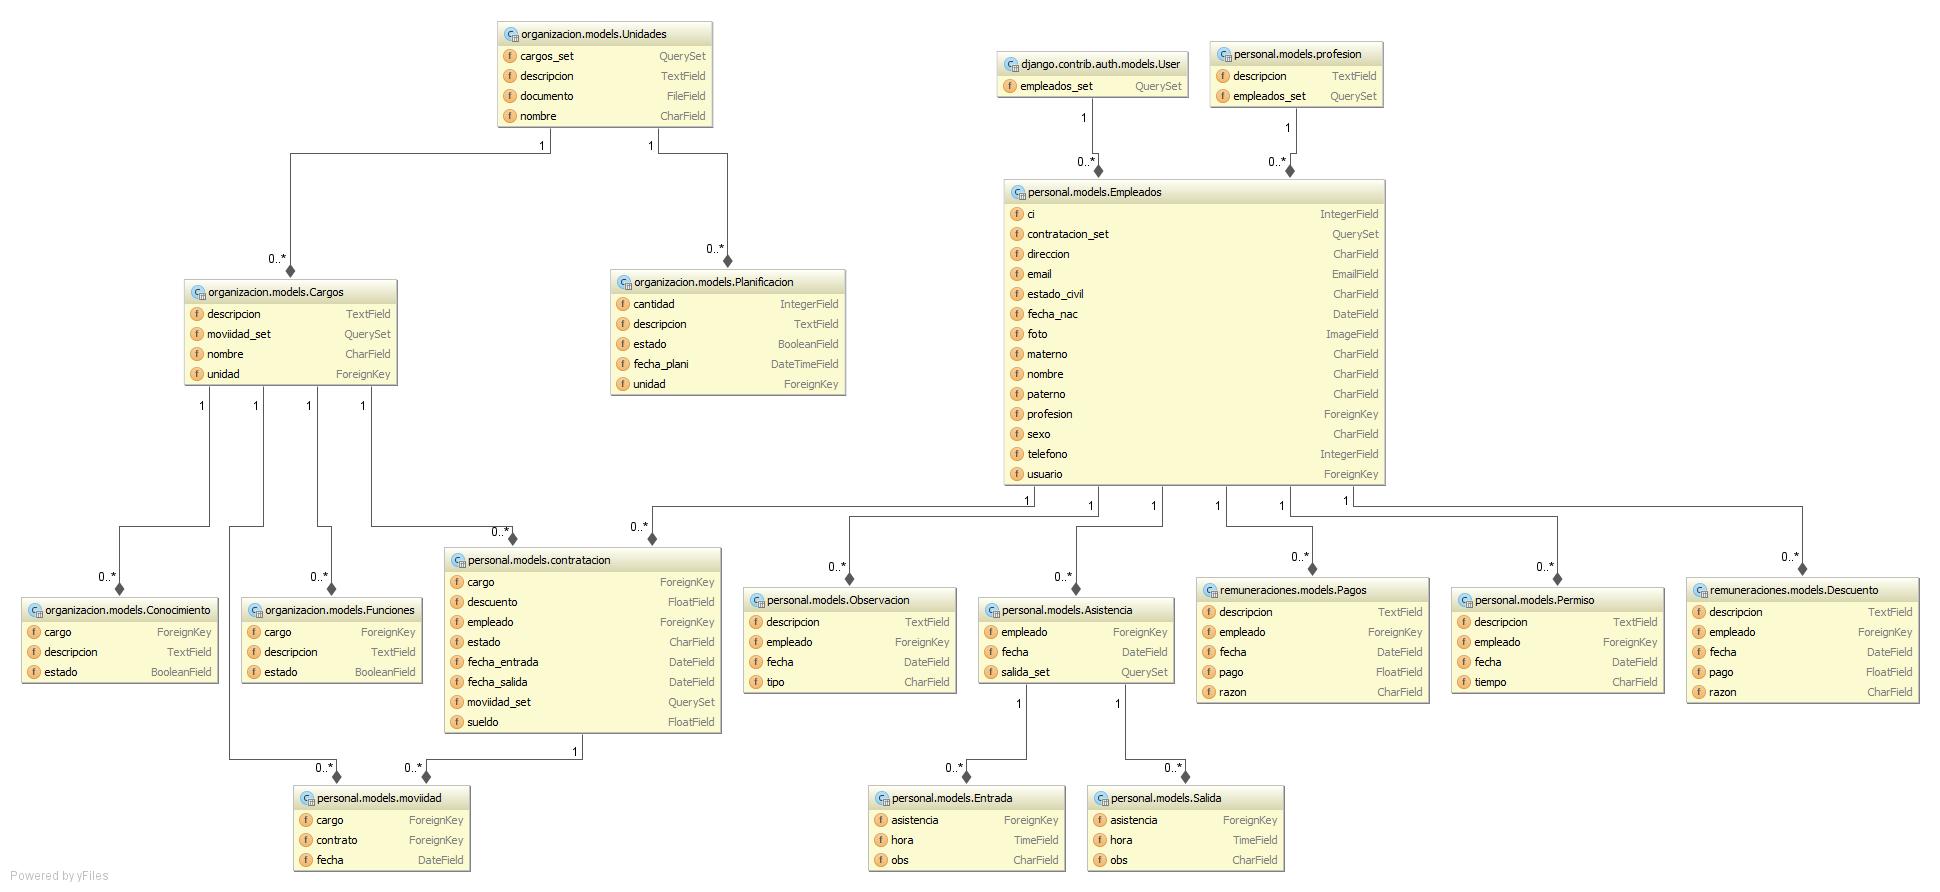 organizacion.models.Unidades
cargos_set QuerySet
descripcion TextField
documento FileField
nombre CharField
django.contrib.auth.models.User
empleados_set QuerySet
personal.models.profesion
descripcion TextField
empleados_set QuerySet
1
1
1
1
0..*
0..*
0..*
0..*
personal.models.Empleados
ci IntegerField
contratacion_set QuerySet
direccion CharField
email EmailField
estado_civil CharField
fecha_nac DateField
foto ImageField
materno CharField
nombre CharField
paterno CharField
profesion ForeignKey
sexo CharField
telefono IntegerField
usuario ForeignKey
organizacion.models.Cargos
descripcion TextField
moviidad_set QuerySet
nombre CharField
unidad ForeignKey
organizacion.models.Planificacion
cantidad IntegerField
descripcion TextField
estado BooleanField
fecha_plani DateTimeField
unidad ForeignKey
1
1
1
1
1
1
1
1
1
1
0..*
0..*
0..*
0..*
0..*
0..*
0..*
0..*
0..*
organizacion.models.Conocimiento
cargo ForeignKey
descripcion TextField
estado BooleanField
organizacion.models.Funciones
cargo ForeignKey
descripcion TextField
estado BooleanField
personal.models.contratacion
cargo ForeignKey
descuento FloatField
empleado ForeignKey
estado CharField
fecha_entrada DateField
fecha_salida DateField
moviidad_set QuerySet
sueldo FloatField
personal.models.Observacion
descripcion TextField
empleado ForeignKey
fecha DateField
tipo CharField
personal.models.Asistencia
empleado ForeignKey
fecha DateField
salida_set QuerySet
remuneraciones.models.Pagos
descripcion TextField
empleado ForeignKey
fecha DateField
pago FloatField
razon CharField
personal.models.Permiso
descripcion TextField
empleado ForeignKey
fecha DateField
tiempo CharField
remuneraciones.models.Descuento
descripcion TextField
empleado ForeignKey
fecha DateField
pago FloatField
razon CharField
1
1
1
0..*
0..*
0..*
0..*
personal.models.moviidad
cargo ForeignKey
contrato ForeignKey
fecha DateField
personal.models.Entrada
asistencia ForeignKey
hora TimeField
obs CharField
personal.models.Salida
asistencia ForeignKey
hora TimeField
obs CharField
Powered by yFiles